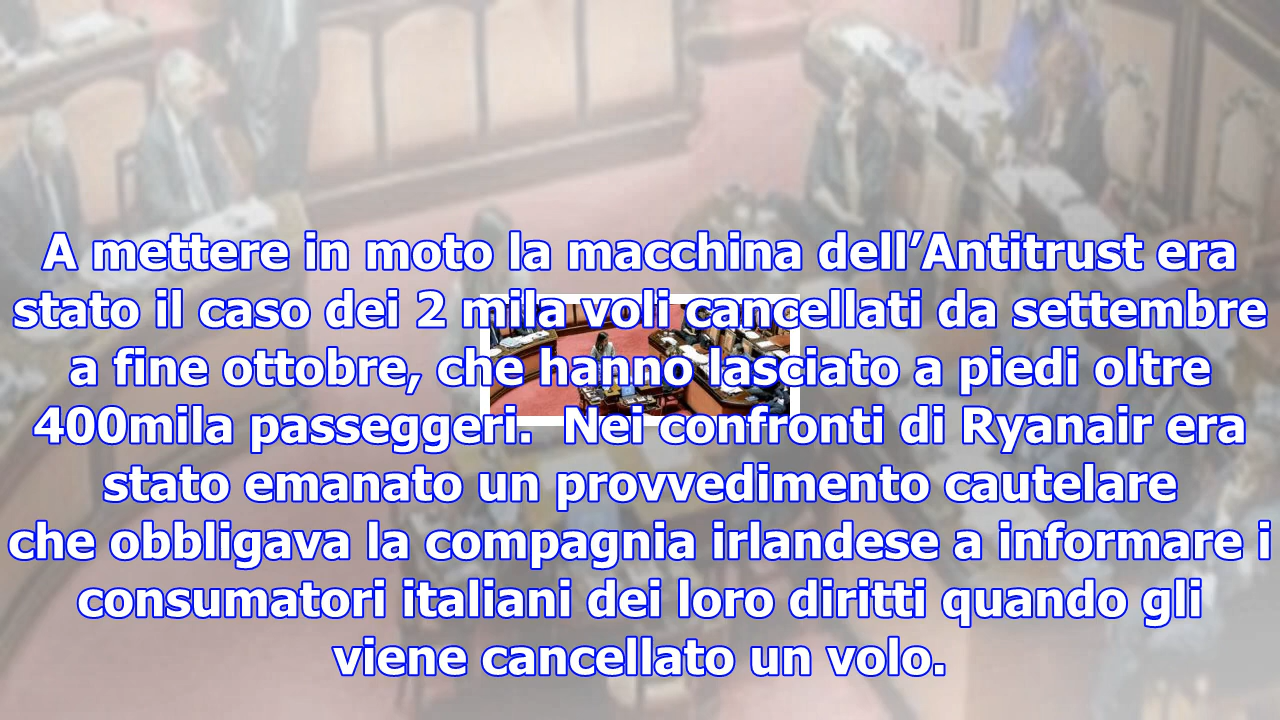 A mettere in moto la macchina dell’Antitrust era
stato il caso dei 2 mila voli cancellati da settembre
a fine ottobre, che hanno lasciato a piedi oltre
400mila passeggeri.  Nei confronti di Ryanair era
stato emanato un provvedimento cautelare
che obbligava la compagnia irlandese a informare i
consumatori italiani dei loro diritti quando gli
viene cancellato un volo.